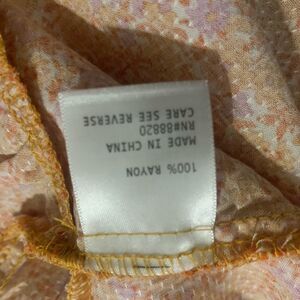 100% RAYON
MADE IN CHINA
RN#88820
CARE SEE REVERSE